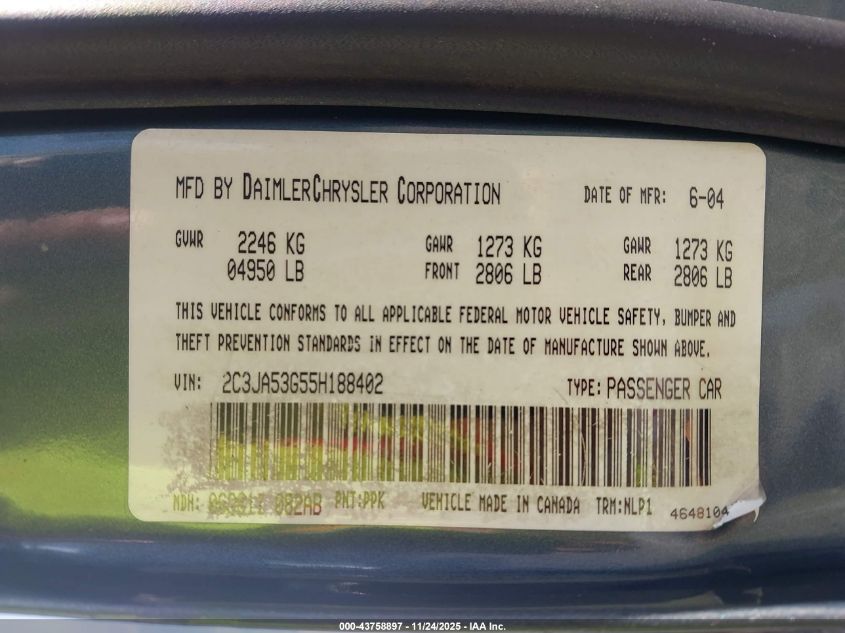 MFD BY DAIMLERCHRYSLER CORPORATION DATE OF MFR: 6-04
GVWR 2246 KG GAWR 1273 KG GAWR 1273 KG
04950 LB FRONT 2806 LB REAR 2806 LB
THIS VEHICLE CONFORMS TO ALL APPLICABLE FEDERAL MOTOR VEHICLE SAFETY, BUMPER AND
THEFT PREVENTION STANDARDS IN EFFECT ON THE DATE OF MANUFACTURE SHOWN ABOVE.
VIN: 2C3JA53G55H188402 TYPE: PASSENGER CAR
MDH: 082AB PNT:PPK VEHICLE MADE IN CANADA TRM:NLP1 4648104
000-43758897 - 11/24/2025 - IAA Inc.